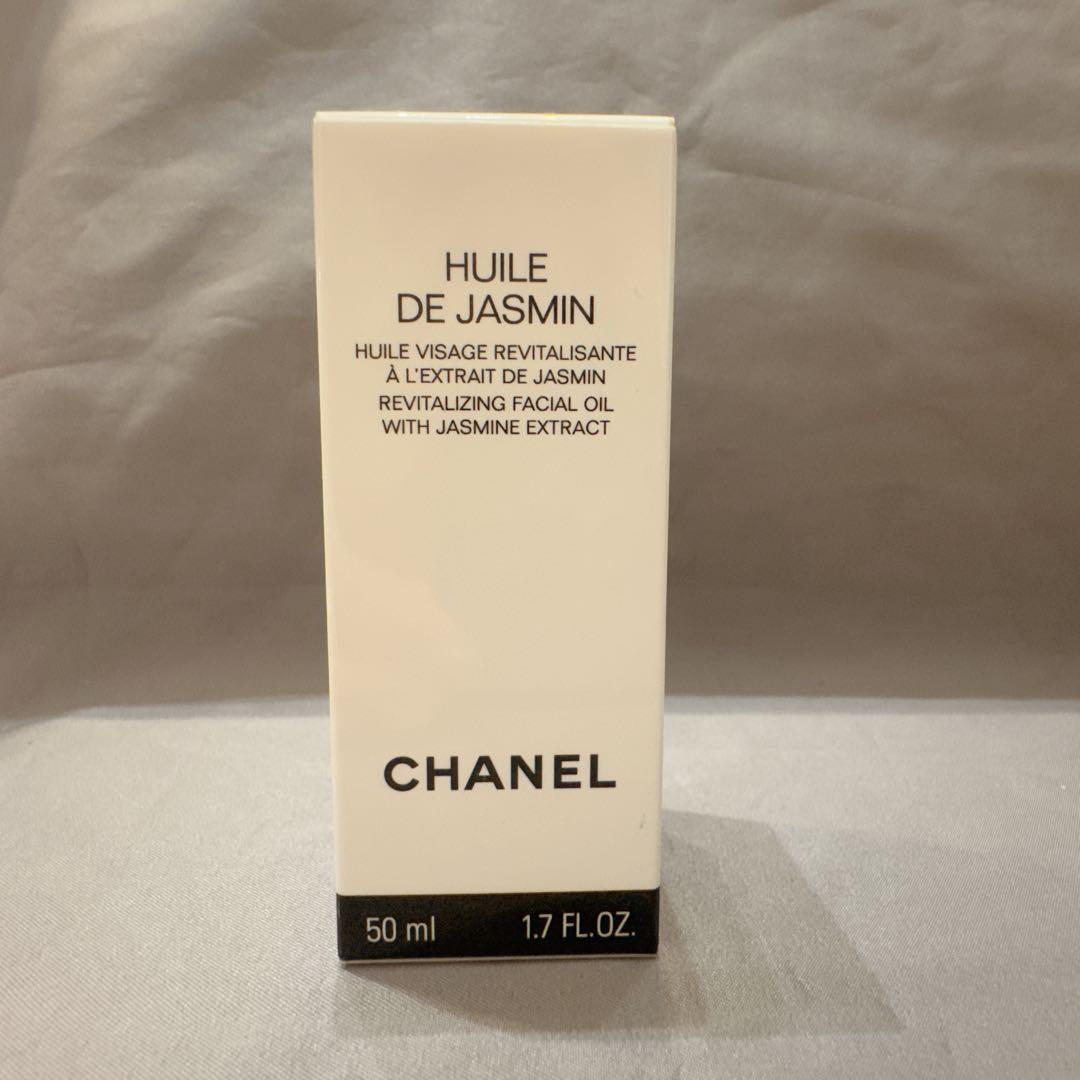 HUILE
DE JASMIN
HUILE VISAGE REVITALISANTE
À L'EXTRAIT DE JASMIN
REVITALIZING FACIAL OIL
WITH JASMINE EXTRACT
CHANEL
50 ml 1.7 FL.OZ.